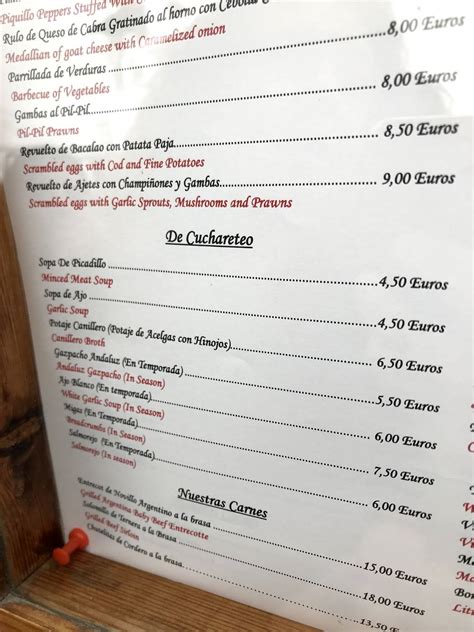 Piquillo Peppers Stuffed With
Rulo de Queso de Cabra Gratinado al horno con Cebolla
Medallian of goat cheese with Caramelized onion
8,00 Euros
Parrillada de Verduras
8,00 Euros
Barbecue of Vegetables
Gambas al Pil-Pil
8,50 Euros
Pil-Pil Prawns
Revuelto de Bacalao con Patata Paja
9,00 Euros
Scrambled eggs with Cod and Fine Potatoes
Revuelto de Ajetes con Champiñones y Gambas
Scrambled eggs with Garlic Sprouts, Mushrooms and Prawns
De Cuchareteo
Sopa De Picadillo
4,50 Euros
Minced Meat Soup
Sopa de Ajo
4,50 Euros
Garlic Soup
Potaje Canillero (Potaje de Acelgas con Hinojos)
6,50 Euros
Canillero Broth
Gazpacho Andaluz (En Temporada)
5,50 Euros
Andaluz Gazpacho (In Season)
Ajo Blanco (En temporada)
6,00 Euros
White Garlic Soup (In Season)
Migas (En Temporada)
7,50 Euros
Breadcrumbs (In Season)
Salmorejo (En Temporada)
6,00 Euros
Salmorejo (In season)
Nuestras Carnes
Entrecot de Novillo Argentino a la brasa
15,00 Euros
Grilled Argentina Baby Beef Entrecotte
Solomillo de Ternera a la Brasa
18,00 Euros
Grilled Beef Sirloin
Chuletitas de Cordero a la brasa
13,50 Euros